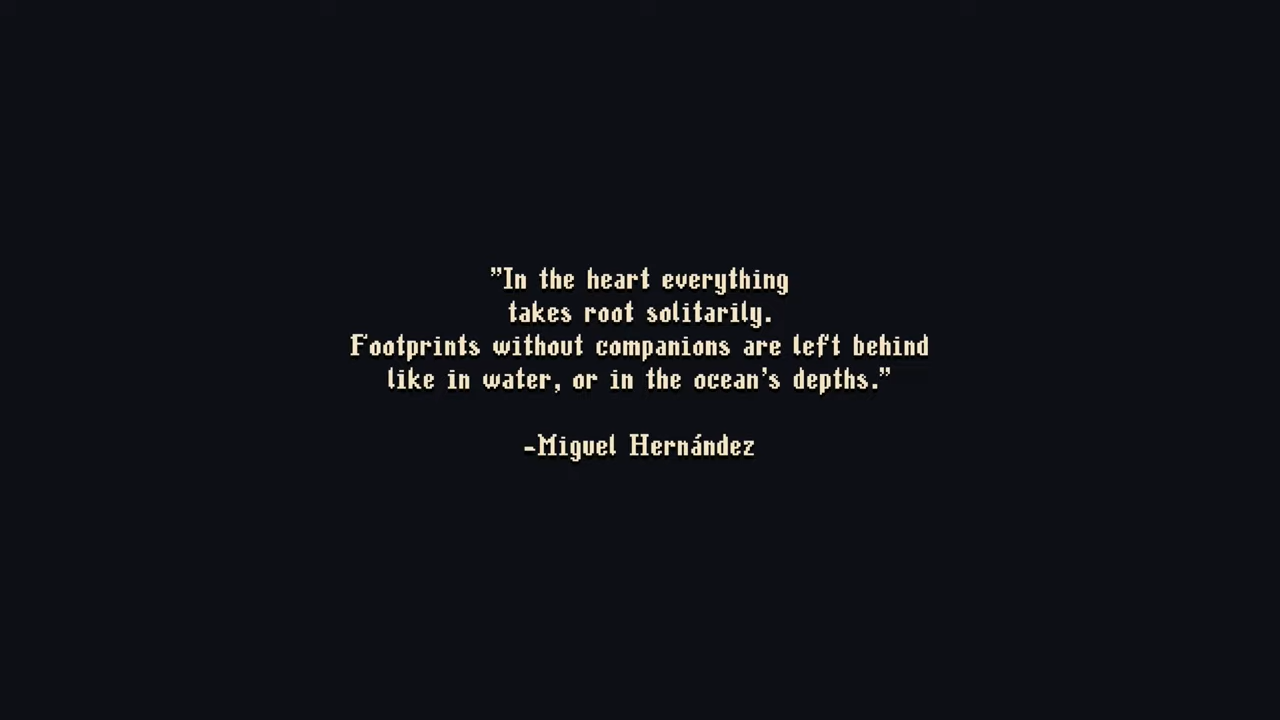 "In the heart everything
takes root solitarily.
Footprints without companions are left behind
like in water, or in the ocean's depths."
-Miguel Hernández